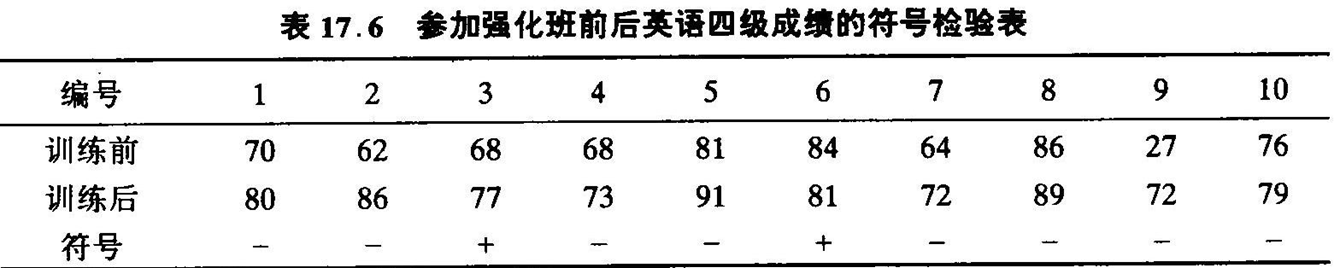 表 17.6 参加强化班前后英语四级成绩的符号检验表
编号 1 2 3 4 5 6 7 8 9 10
训练前 70 62 68 68 81 84 64 86 27 76
训练后 80 86 77 73 91 81 72 89 72 79
符号 − − + − − + − − − −